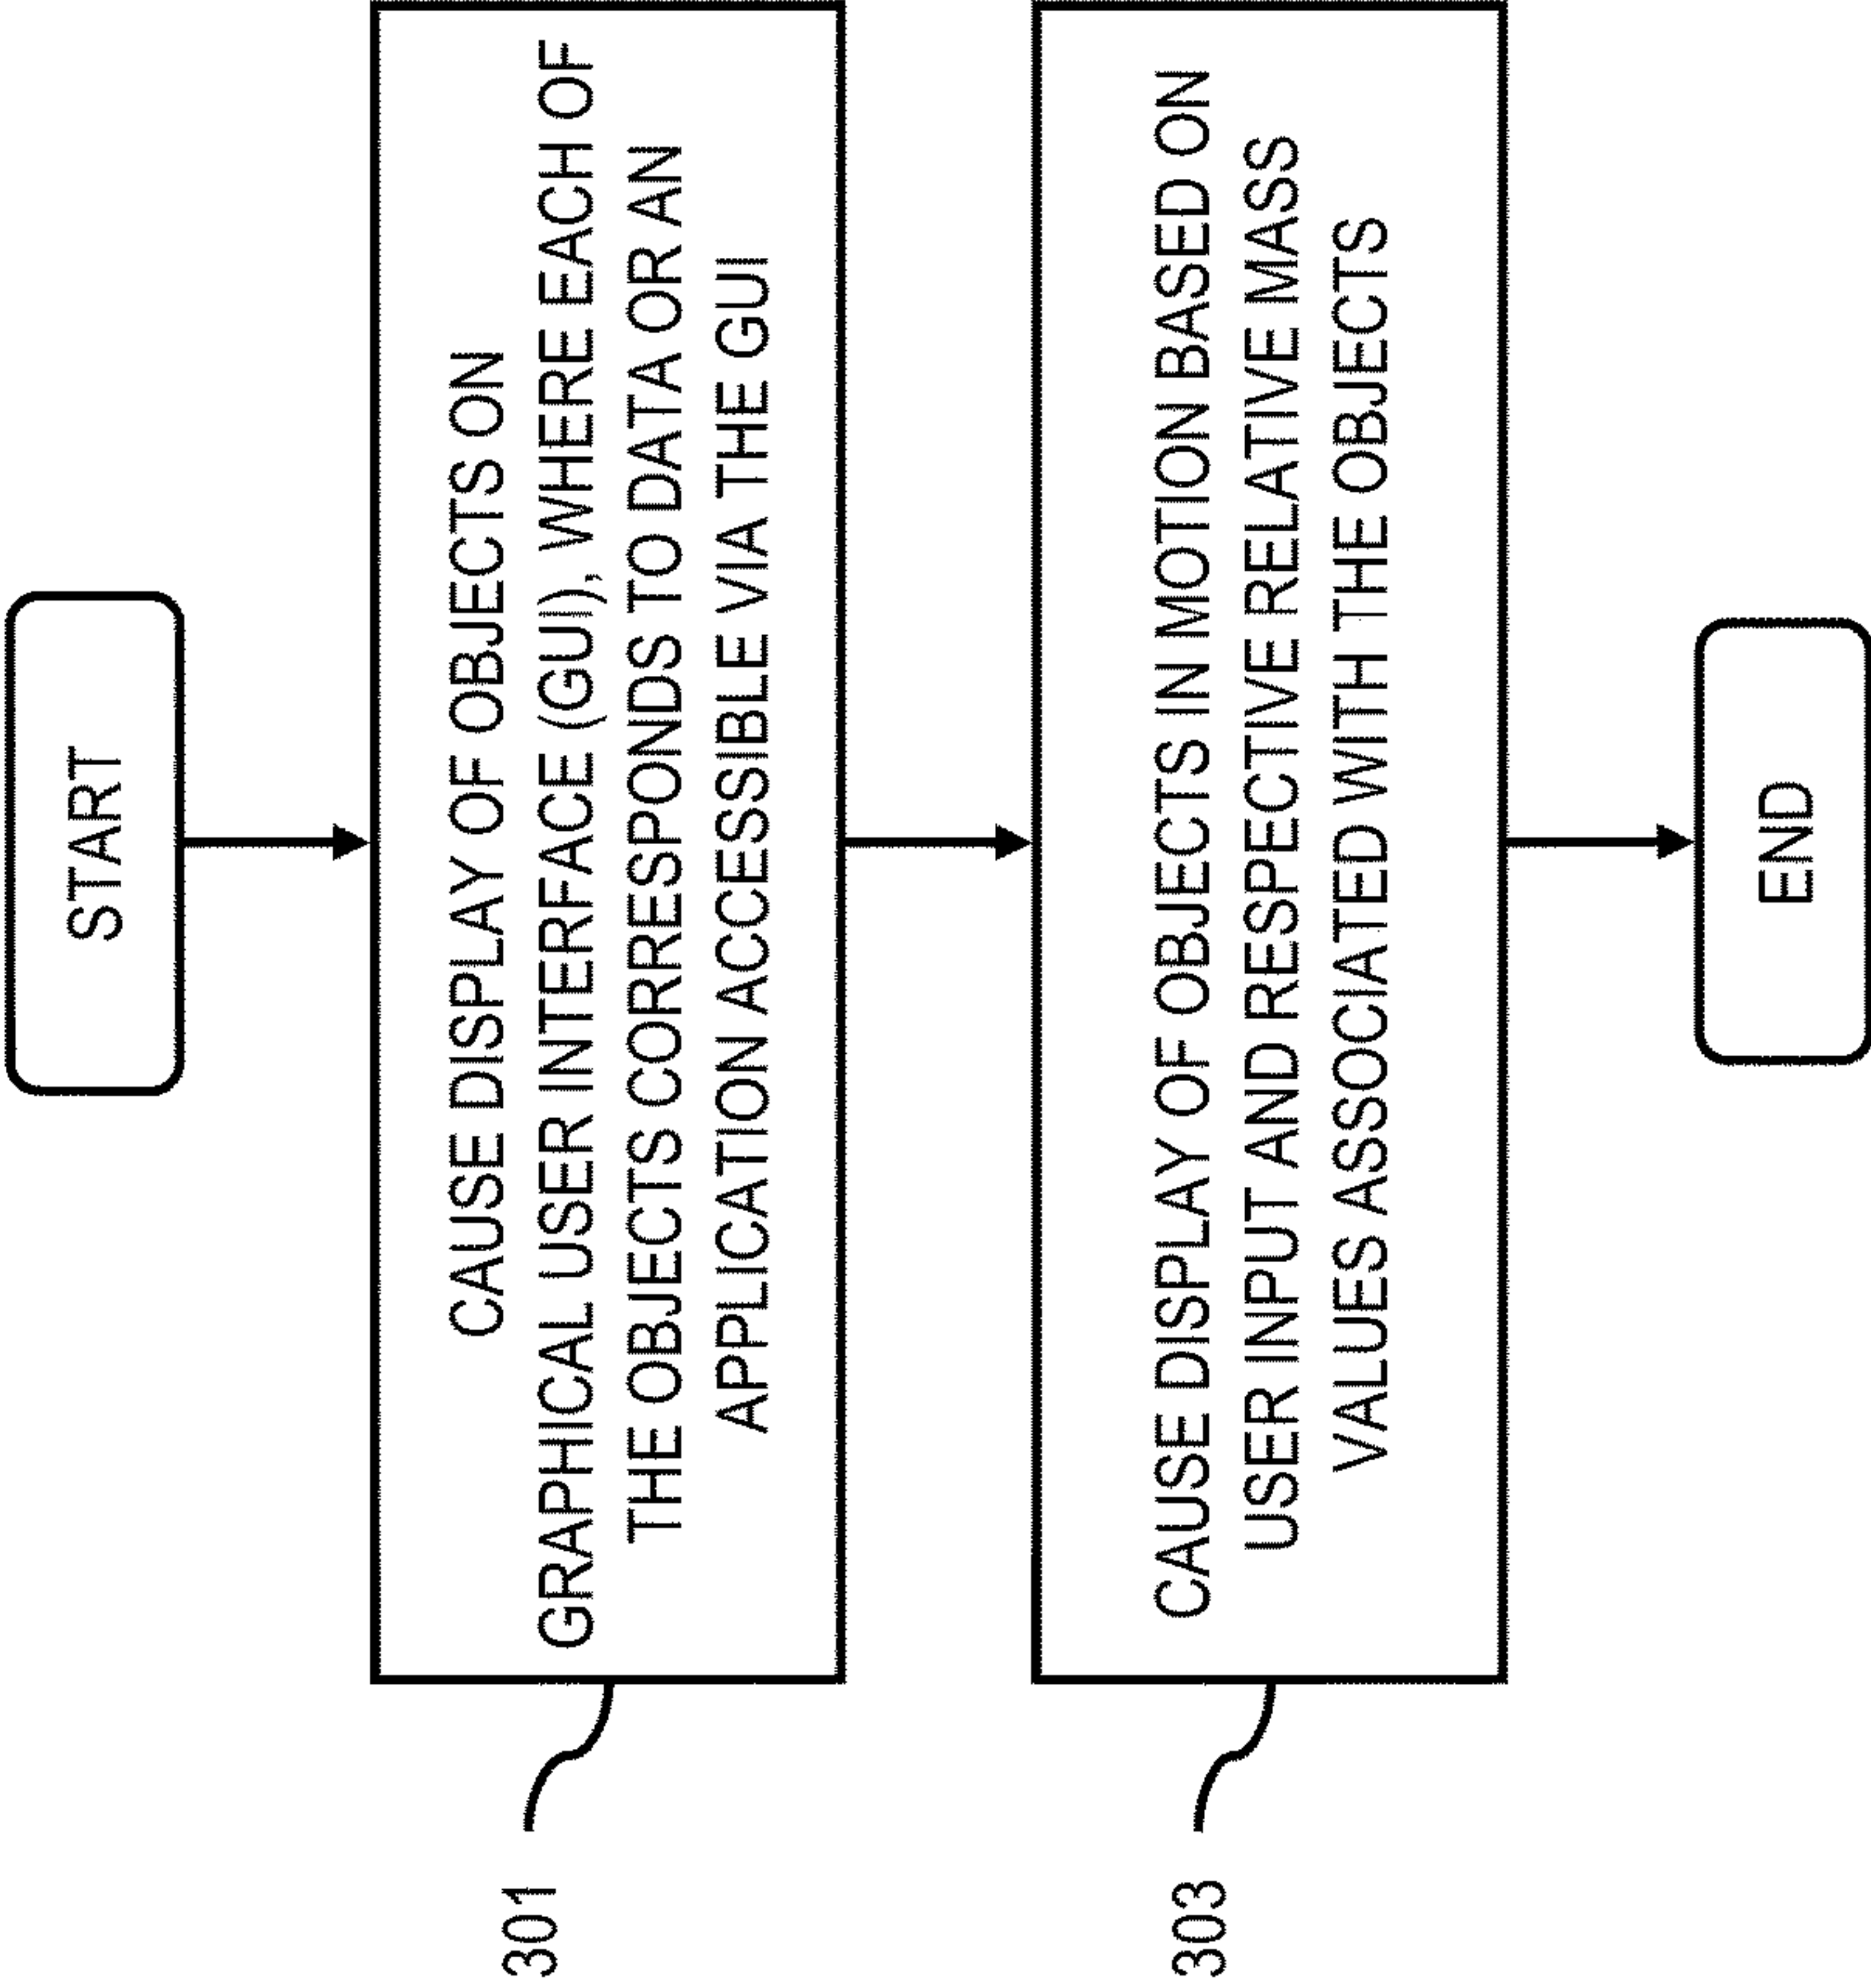 START
CAUSE DISPLAY OF OBJECTS ON
GRAPHICAL USER INTERFACE (GUI), WHERE EACH OF
THE OBJECTS CORRESPONDS TO DATA OR AN
APPLICATION ACCESSIBLE VIA THE GUI
301
CAUSE DISPLAY OF OBJECTS IN MOTION BASED ON
USER INPUT AND RESPECTIVE RELATIVE MASS
VALUES ASSOCIATED WITH THE OBJECTS
303
END